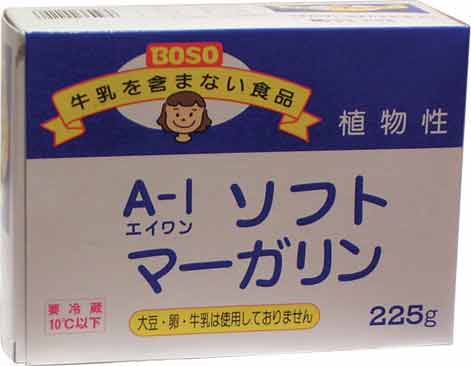 BOSO
牛乳を含まない食品
植物性
A-1 ソフト
エイワン
マーガリン
要冷蔵
10℃以下
大豆・卵・牛乳は使用しておりません
225g